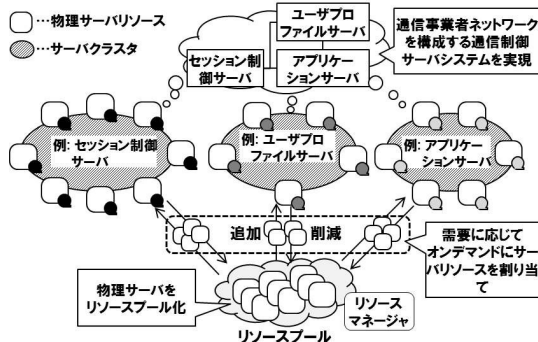 …物理サーバリソース
…サーバクラスタ
ユーザプロ
ファイルサーバ
セッション制
御サーバ
アプリケー
ションサーバ
通信事業者ネットワーク
を構成する通信制御
サーバシステムを実現
例: セッション制御
サーバ
例: ユーザプロ
ファイルサーバ
例: アプリケー
ションサーバ
追加
削減
需要に応じて
オンデマンドにサー
バリソースを割り当
て
物理サーバを
リソースプール化
リソース
マネージャ
リソースプール